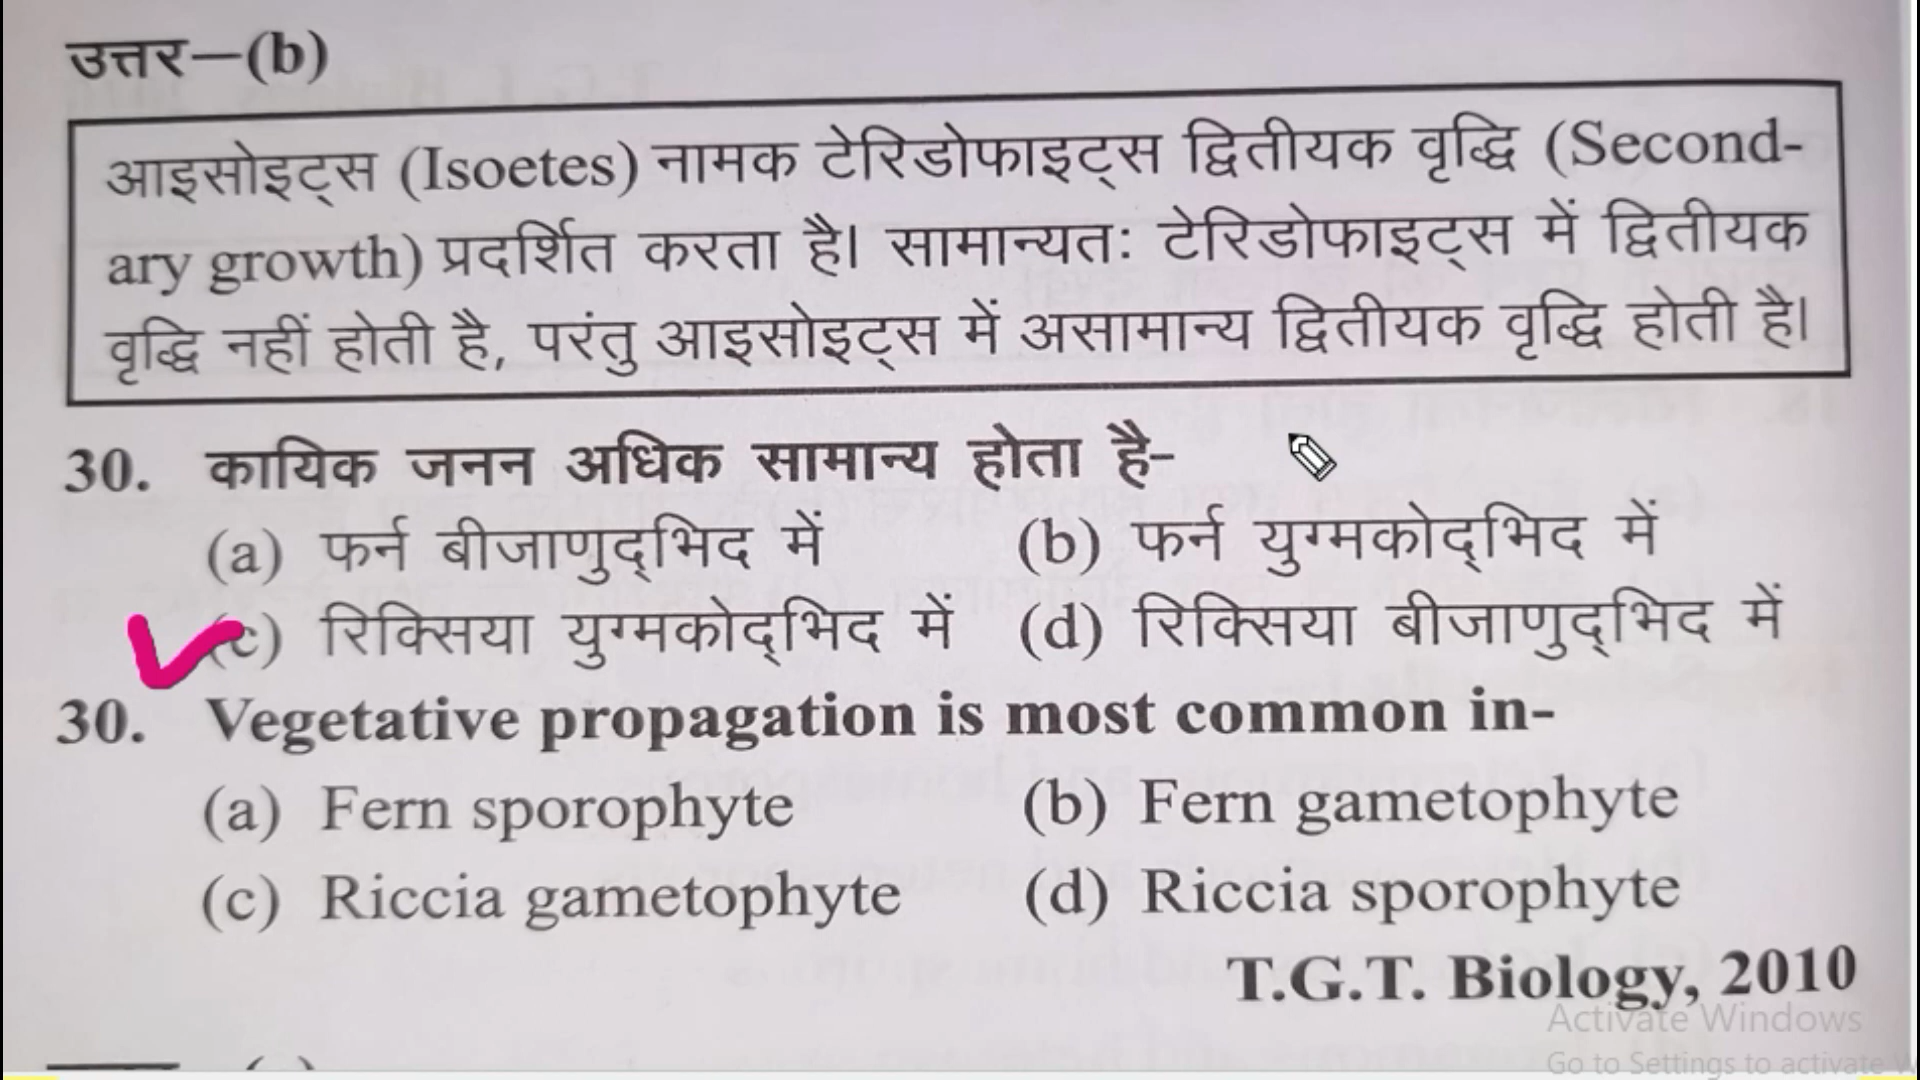 उत्तर—(b)
आइसोइट्स (Isoetes) नामक टेरिडोफाइट्स द्वितीयक वृद्धि (Second-
ary growth) प्रदर्शित करता है। सामान्यतः टेरिडोफाइट्स में द्वितीयक
वृद्धि नहीं होती है, परंतु आइसोइट्स में असामान्य द्वितीयक वृद्धि होती है।
30. कायिक जनन अधिक सामान्य होता है-
(a) फर्न बीजाणुद्भिद में (b) फर्न युग्मकोद्भिद में
(c) रिक्सिया युग्मकोद्भिद में (d) रिक्सिया बीजाणुद्भिद में
30. Vegetative propagation is most common in-
(a) Fern sporophyte (b) Fern gametophyte
(c) Riccia gametophyte (d) Riccia sporophyte
T.G.T. Biology, 2010
Activate Windows
Go to Settings to activate